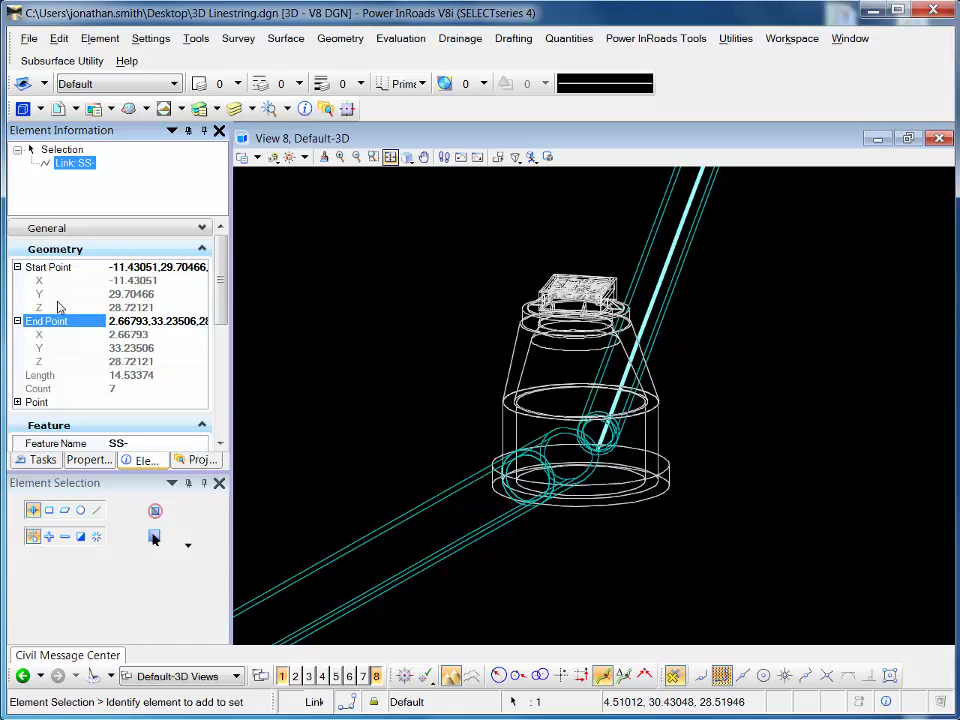 C:\Users\jonathan.smith\Desktop\3D Linestring.dgn [3D - V8 DGN] - Power InRoads V8i (SELECTseries 4)
File Edit Element Settings Tools Survey Surface Geometry Evaluation Drainage Drafting Quantities Power InRoads Tools Utilities Workspace Window
Subsurface Utility Help
Default 0 0 0 Prima 0 0
Element Information
View 8, Default-3D
Selection
Link: SS-
General
Geometry
Start Point -11.43051,29.70466,
X -11.43051
Y 29.70466
Z 28.72121
End Point 2.66793,33.23506,28
X 2.66793
Y 33.23506
Z 28.72121
Length 14.53374
Count 7
Point
Feature
Feature Name SS-
Tasks Propert... Ele... Proj...
Element Selection
Civil Message Center
Default-3D Views 1 2 3 4 5 6 7 8
Element Selection > Identify element to add to set Link Default : 1 4.51012, 30.43048, 28.51946